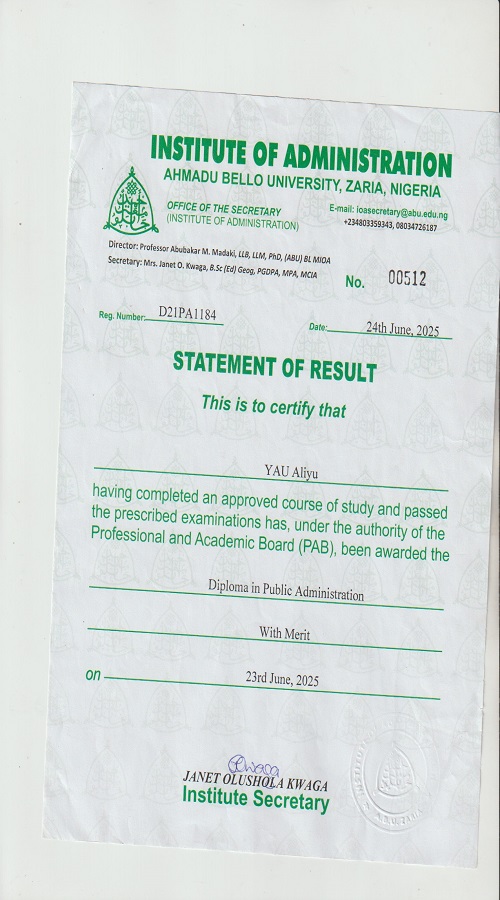 INSTITUTE OF ADMINISTRATION
AHMADU BELLO UNIVERSITY, ZARIA, NIGERIA
OFFICE OF THE SECRETARY
(INSTITUTE OF ADMINISTRATION)
E-mail: ioasecretary@abu.edu.ng
+234803359343, 08034726187
Director: Professor Abubakar M. Madaki, LLB, LLM, PhD, (ABU) BL MIOA
Secretary: Mrs. Janet O. Kwaga, B.Sc (Ed) Geog, PGDPA, MPA, MCIA
No. 00512
Reg. Number: D21PA1184
Date: 24th June, 2025
STATEMENT OF RESULT
This is to certify that
YAU Aliyu
having completed an approved course of study and passed
the prescribed examinations has, under the authority of the
Professional and Academic Board (PAB), been awarded the
Diploma in Public Administration
With Merit
on 23rd June, 2025
JANET OLUSHOLA KWAGA
Institute Secretary